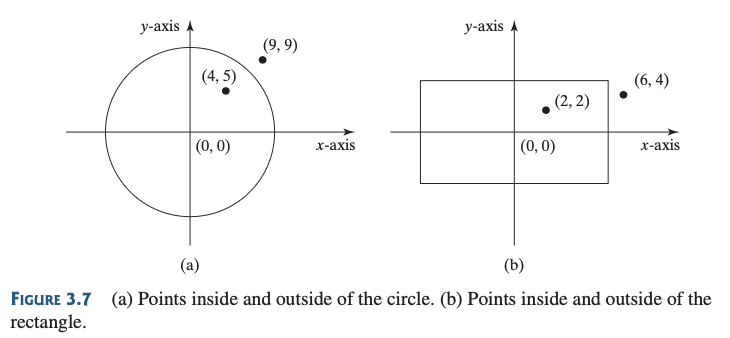 y-axis
(9, 9)
(4, 5)
(0, 0)
x-axis
(a)
y-axis
(6, 4)
(2, 2)
(0, 0)
x-axis
(b)
FIGURE 3.7 (a) Points inside and outside of the circle. (b) Points inside and outside of the
rectangle.